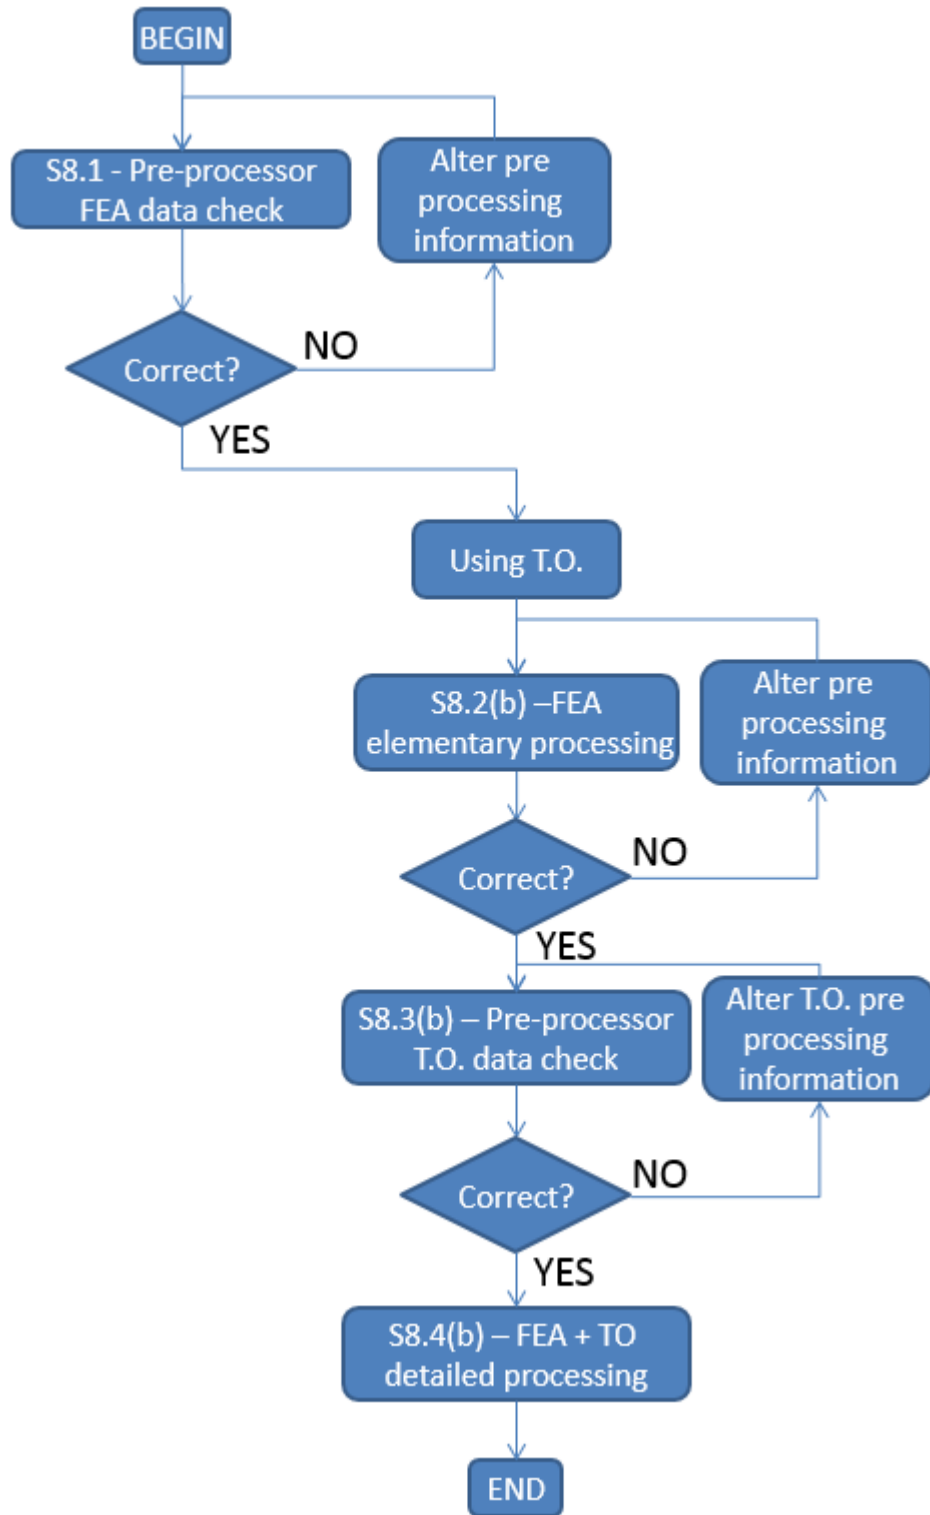 BEGIN
S8.1 - Pre-processor
FEA data check
Alter pre
processing
information
Correct?
NO
YES
Using T.O.
S8.2(b) –FEA
elementary processing
Alter pre
processing
information
Correct?
NO
YES
S8.3(b) – Pre-processor
T.O. data check
Alter T.O. pre
processing
information
Correct?
NO
YES
S8.4(b) – FEA + TO
detailed processing
END